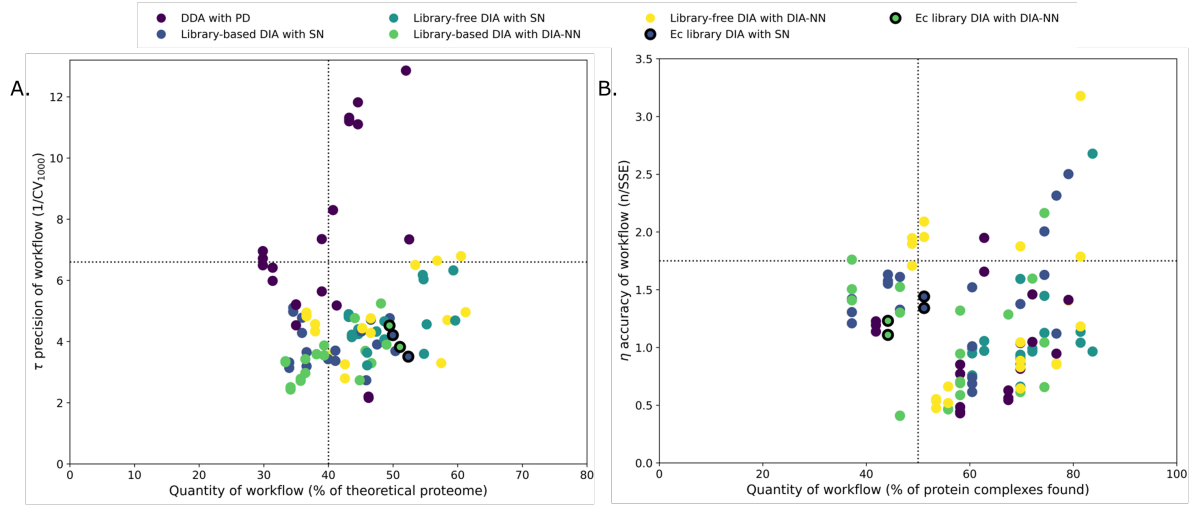 DDA with PD
Library-based DIA with SN
Library-free DIA with SN
Library-based DIA with DIA-NN
Library-free DIA with DIA-NN
Ec library DIA with SN
Ec library DIA with DIA-NN
A.
τ precision of workflow (1/CV1000)
12
10
8
6
4
2
0
0 10 20 30 40 50 60 70 80
Quantity of workflow (% of theoretical proteome)
B.
η accuracy of workflow (n/SSE)
3.5
3.0
2.5
2.0
1.5
1.0
0.5
0.0
0 20 40 60 80 100
Quantity of workflow (% of protein complexes found)